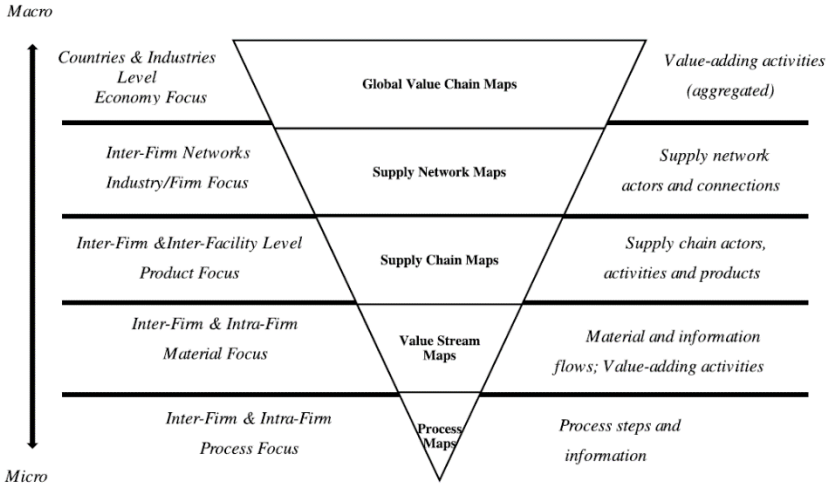 Macro
Countries & Industries
Level
Economy Focus
Global Value Chain Maps
Value-adding activities
(aggregated)
Inter-Firm Networks
Industry/Firm Focus
Supply Network Maps
Supply network
actors and connections
Inter-Firm &Inter-Facility Level
Product Focus
Supply Chain Maps
Supply chain actors,
activities and products
Inter-Firm & Intra-Firm
Material Focus
Value Stream
Maps
Material and information
flows; Value-adding activities
Inter-Firm & Intra-Firm
Process Focus
Process
Maps
Process steps and
information
Micro